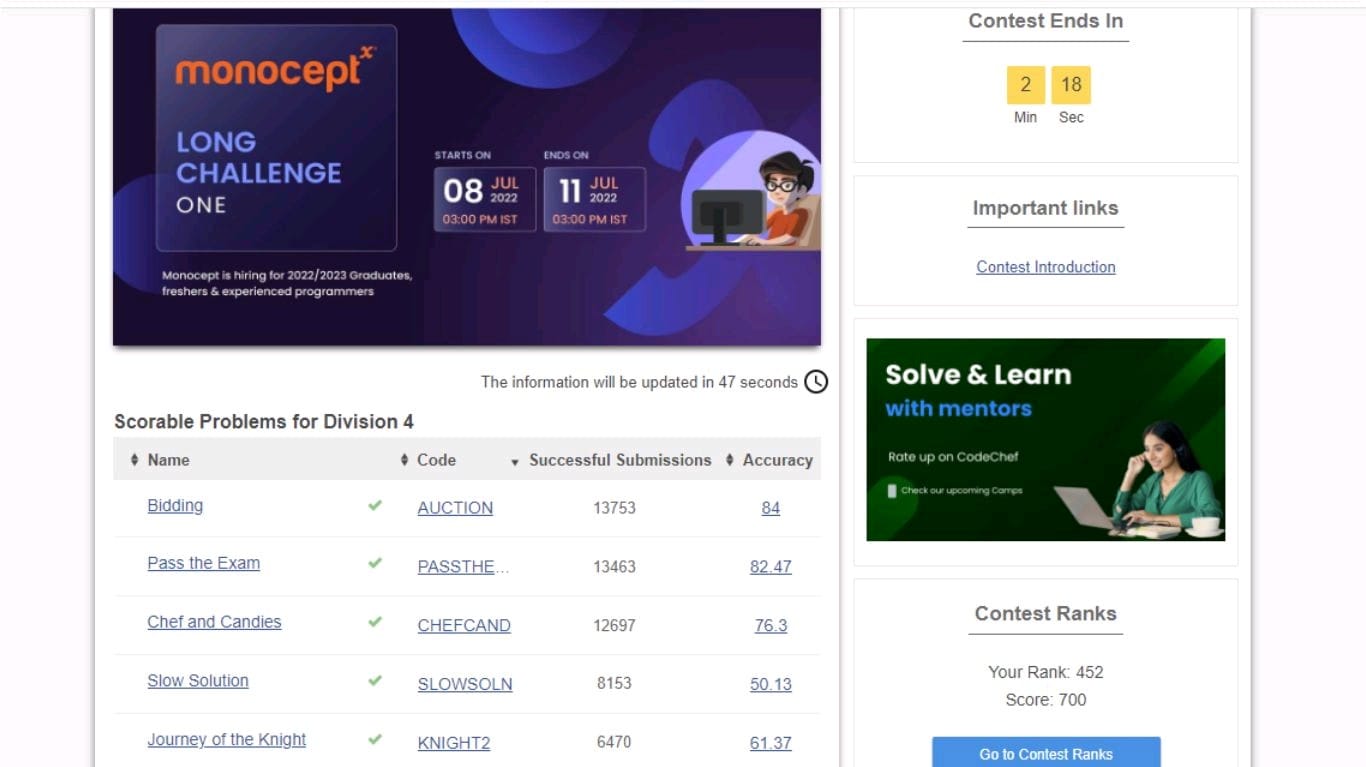 monocept x
LONG
CHALLENGE
ONE
STARTS ON
08 JUL
2022
03:00 PM IST
ENDS ON
11 JUL
2022
03:00 PM IST
Monocept is hiring for 2022/2023 Graduates,
freshers & experienced programmers
The information will be updated in 47 seconds
Scorable Problems for Division 4
Name Code Successful Submissions Accuracy
Bidding AUCTION 13753 84
Pass the Exam PASSTHE... 13463 82.47
Chef and Candies CHEFCAND 12697 76.3
Slow Solution SLOWSOLN 8153 50.13
Journey of the Knight KNIGHT2 6470 61.37
Contest Ends In
2 18
Min Sec
Important links
Contest Introduction
Solve & Learn
with mentors
Rate up on CodeChef
Check our upcoming Camps
Contest Ranks
Your Rank: 452
Score: 700
Go to Contest Ranks